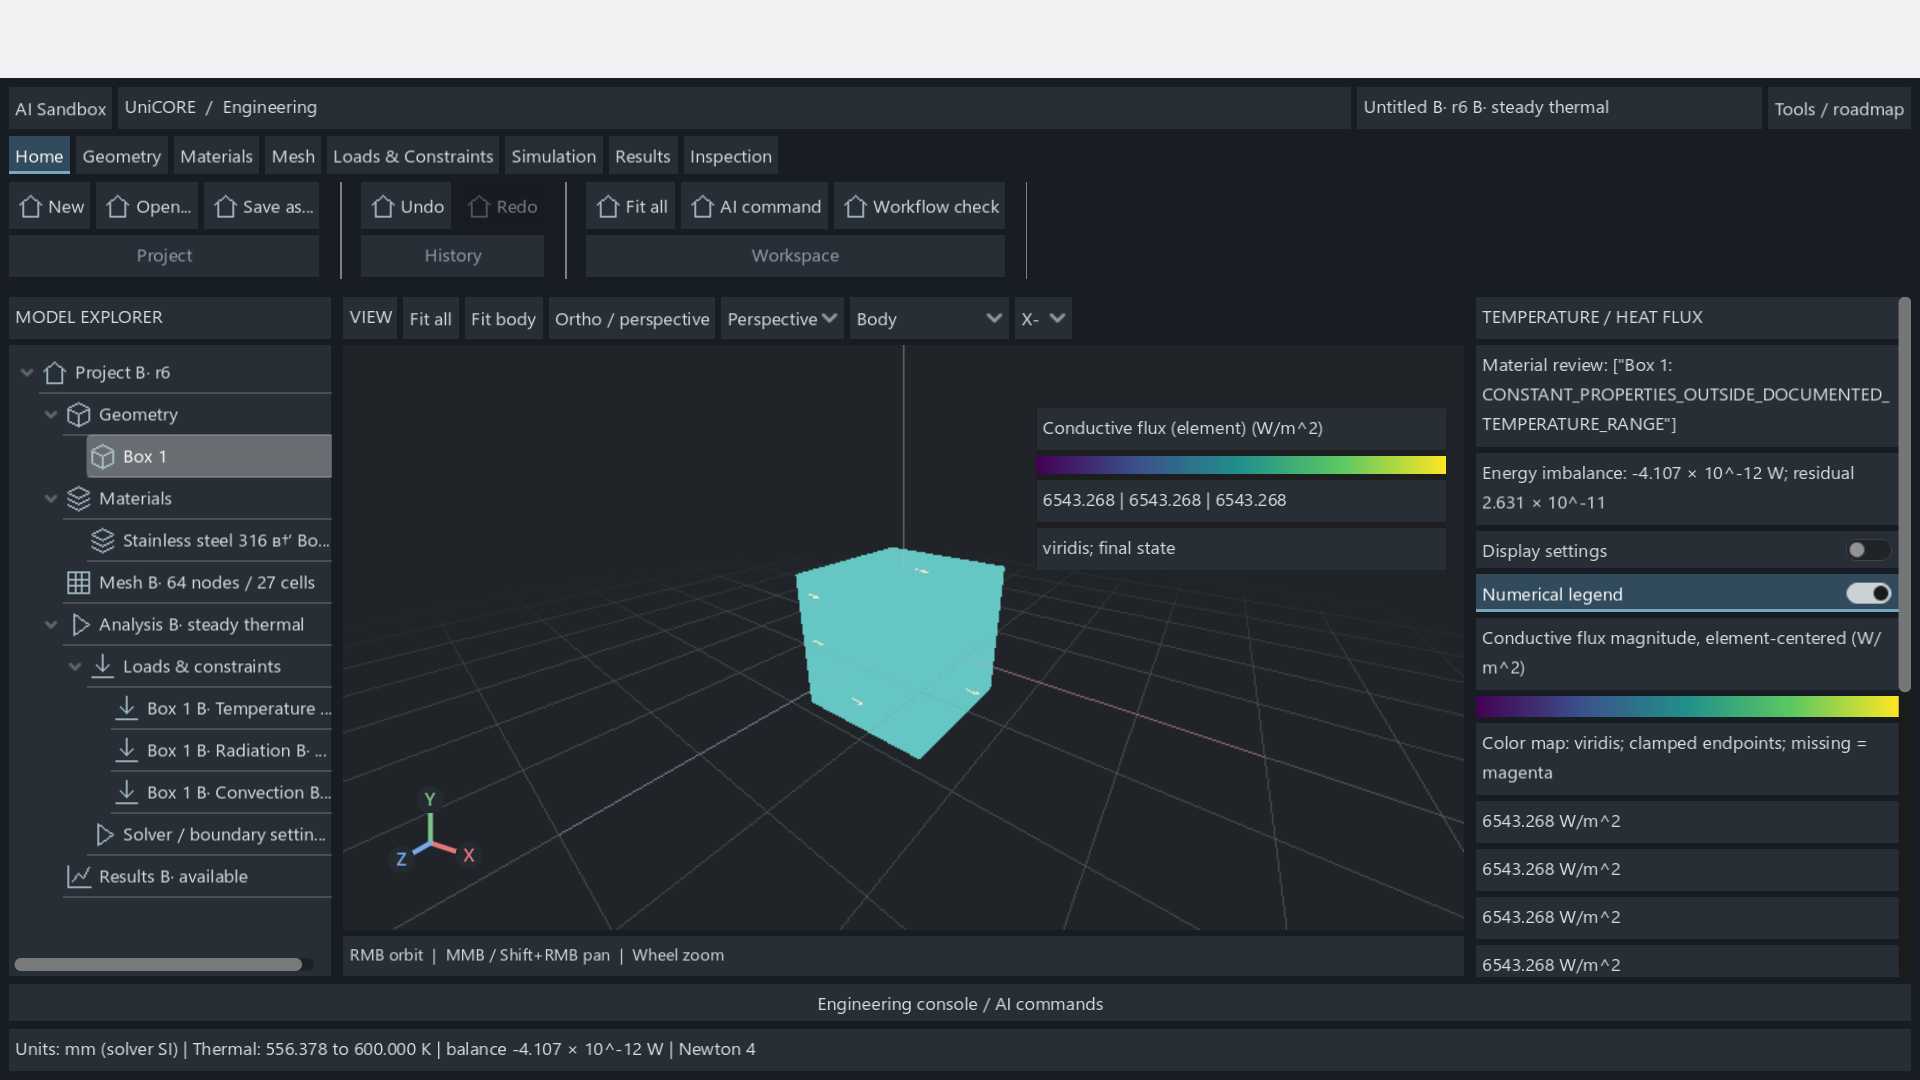 AI Sandbox
UniCORE / Engineering
Untitled В· r6 В· steady thermal
Tools / roadmap
Home
Geometry
Materials
Mesh
Loads & Constraints
Simulation
Results
Inspection
New
Open...
Save as...
Undo
Redo
Fit all
AI command
Workflow check
Project
History
Workspace
MODEL EXPLORER
Project В· r6
Geometry
Box 1
Materials
Stainless steel 316 в†’ Bo...
Mesh В· 64 nodes / 27 cells
Analysis В· steady thermal
Loads & constraints
Box 1 В· Temperature ...
Box 1 В· Radiation В· ...
Box 1 В· Convection В...
Solver / boundary settin...
Results В· available
VIEW
Fit all
Fit body
Ortho / perspective
Perspective
Body
X-
Conductive flux (element) (W/m^2)
6543.268 | 6543.268 | 6543.268
viridis; final state
Y
Z
X
RMB orbit | MMB / Shift+RMB pan | Wheel zoom
TEMPERATURE / HEAT FLUX
Material review: ["Box 1:
CONSTANT_PROPERTIES_OUTSIDE_DOCUMENTED_
TEMPERATURE_RANGE"]
Energy imbalance: -4.107 × 10^-12 W; residual
2.631 × 10^-11
Display settings
Numerical legend
Conductive flux magnitude, element-centered (W/
m^2)
Color map: viridis; clamped endpoints; missing =
magenta
6543.268 W/m^2
6543.268 W/m^2
6543.268 W/m^2
6543.268 W/m^2
Engineering console / AI commands
Units: mm (solver SI) | Thermal: 556.378 to 600.000 K | balance -4.107 × 10^-12 W | Newton 4